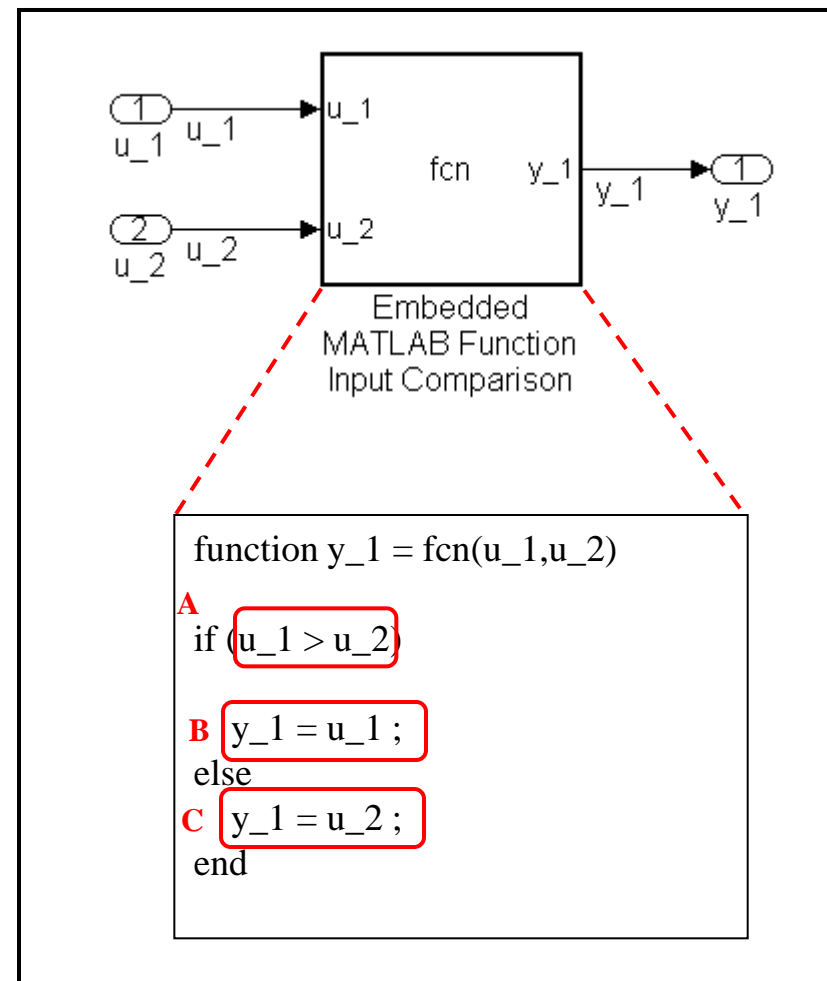 1
u_1
u_1
u_1
2
u_2
u_2
u_2
fcn
y_1
y_1
1
y_1
Embedded
MATLAB Function
Input Comparison
function y_1 = fcn(u_1,u_2)
A
if (u_1 > u_2)
B y_1 = u_1 ;
else
C y_1 = u_2 ;
end